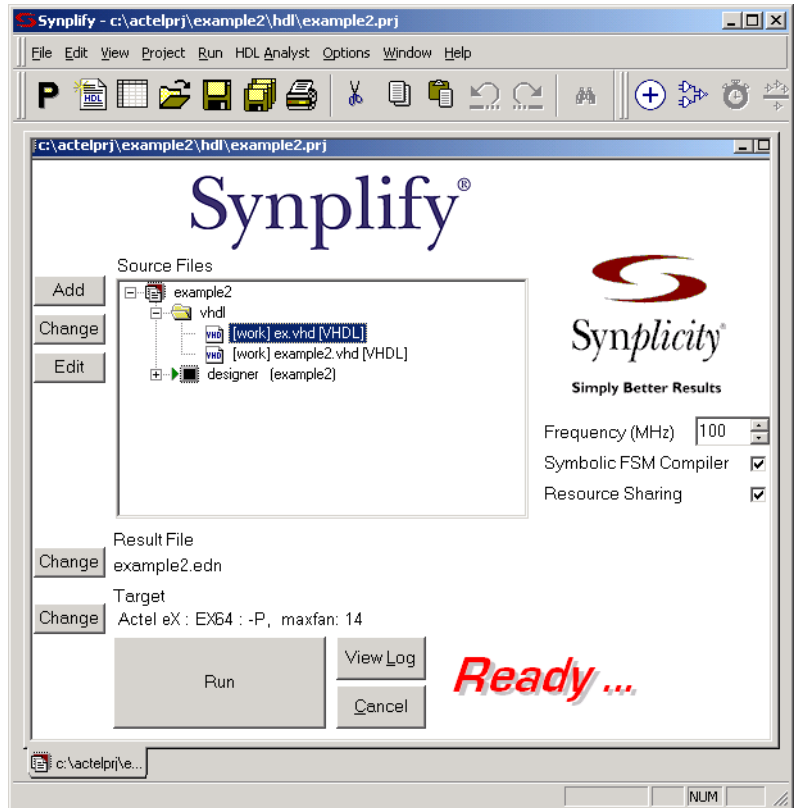 Synplify - c:\actelprj\example2\hdl\example2.prj
File Edit View Project Run HDL Analyst Options Window Help
P HDL
c:\actelprj\example2\hdl\example2.prj
Synplify®
Source Files
Add
Change
Edit
example2
vhdl
VHD [work] ex.vhd [VHDL]
VHD [work] example2.vhd [VHDL]
designer (example2)
Synplicity®
Simply Better Results
Frequency (MHz) 100
Symbolic FSM Compiler
Resource Sharing
Result File
Change example2.edn
Target
Change Actel eX : EX64 : -P, maxfan: 14
Run
View Log
Cancel
Ready ...
c:\actelprj\e...
NUM